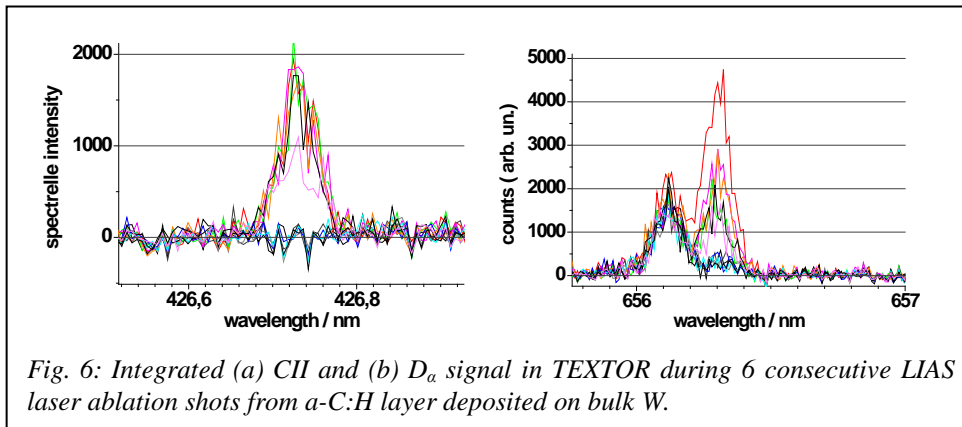 2000
1000
0
spectrelle intensity
426,6
426,8
wavelength / nm
5000
4000
3000
2000
1000
0
counts ( arb. un.)
656
657
wavelength / nm
Fig. 6: Integrated (a) CII and (b) Dα signal in TEXTOR during 6 consecutive LIAS
laser ablation shots from a-C:H layer deposited on bulk W.